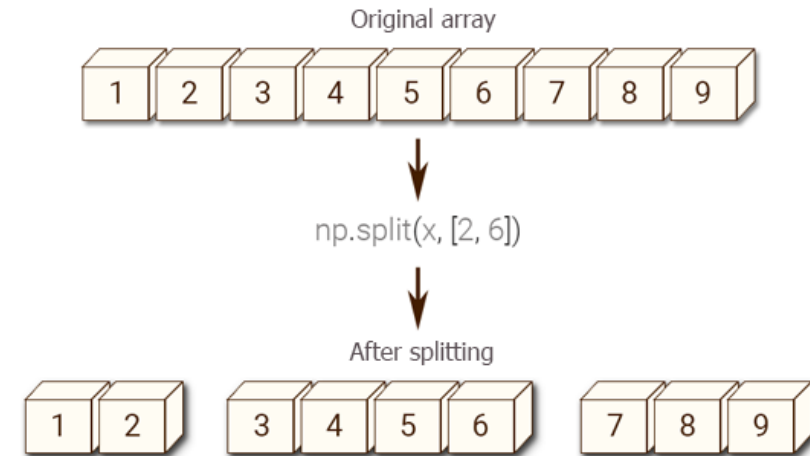 Original array
1 2 3 4 5 6 7 8 9
np.split(x, [2, 6])
After splitting
1 2 3 4 5 6 7 8 9